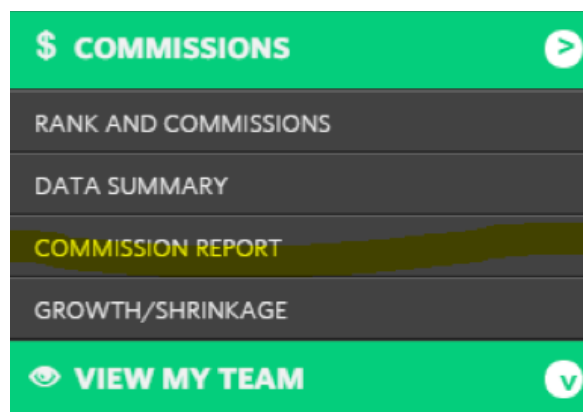 $ COMMISSIONS >
RANK AND COMMISSIONS
DATA SUMMARY
COMMISSION REPORT
GROWTH/SHRINKAGE
VIEW MY TEAM v